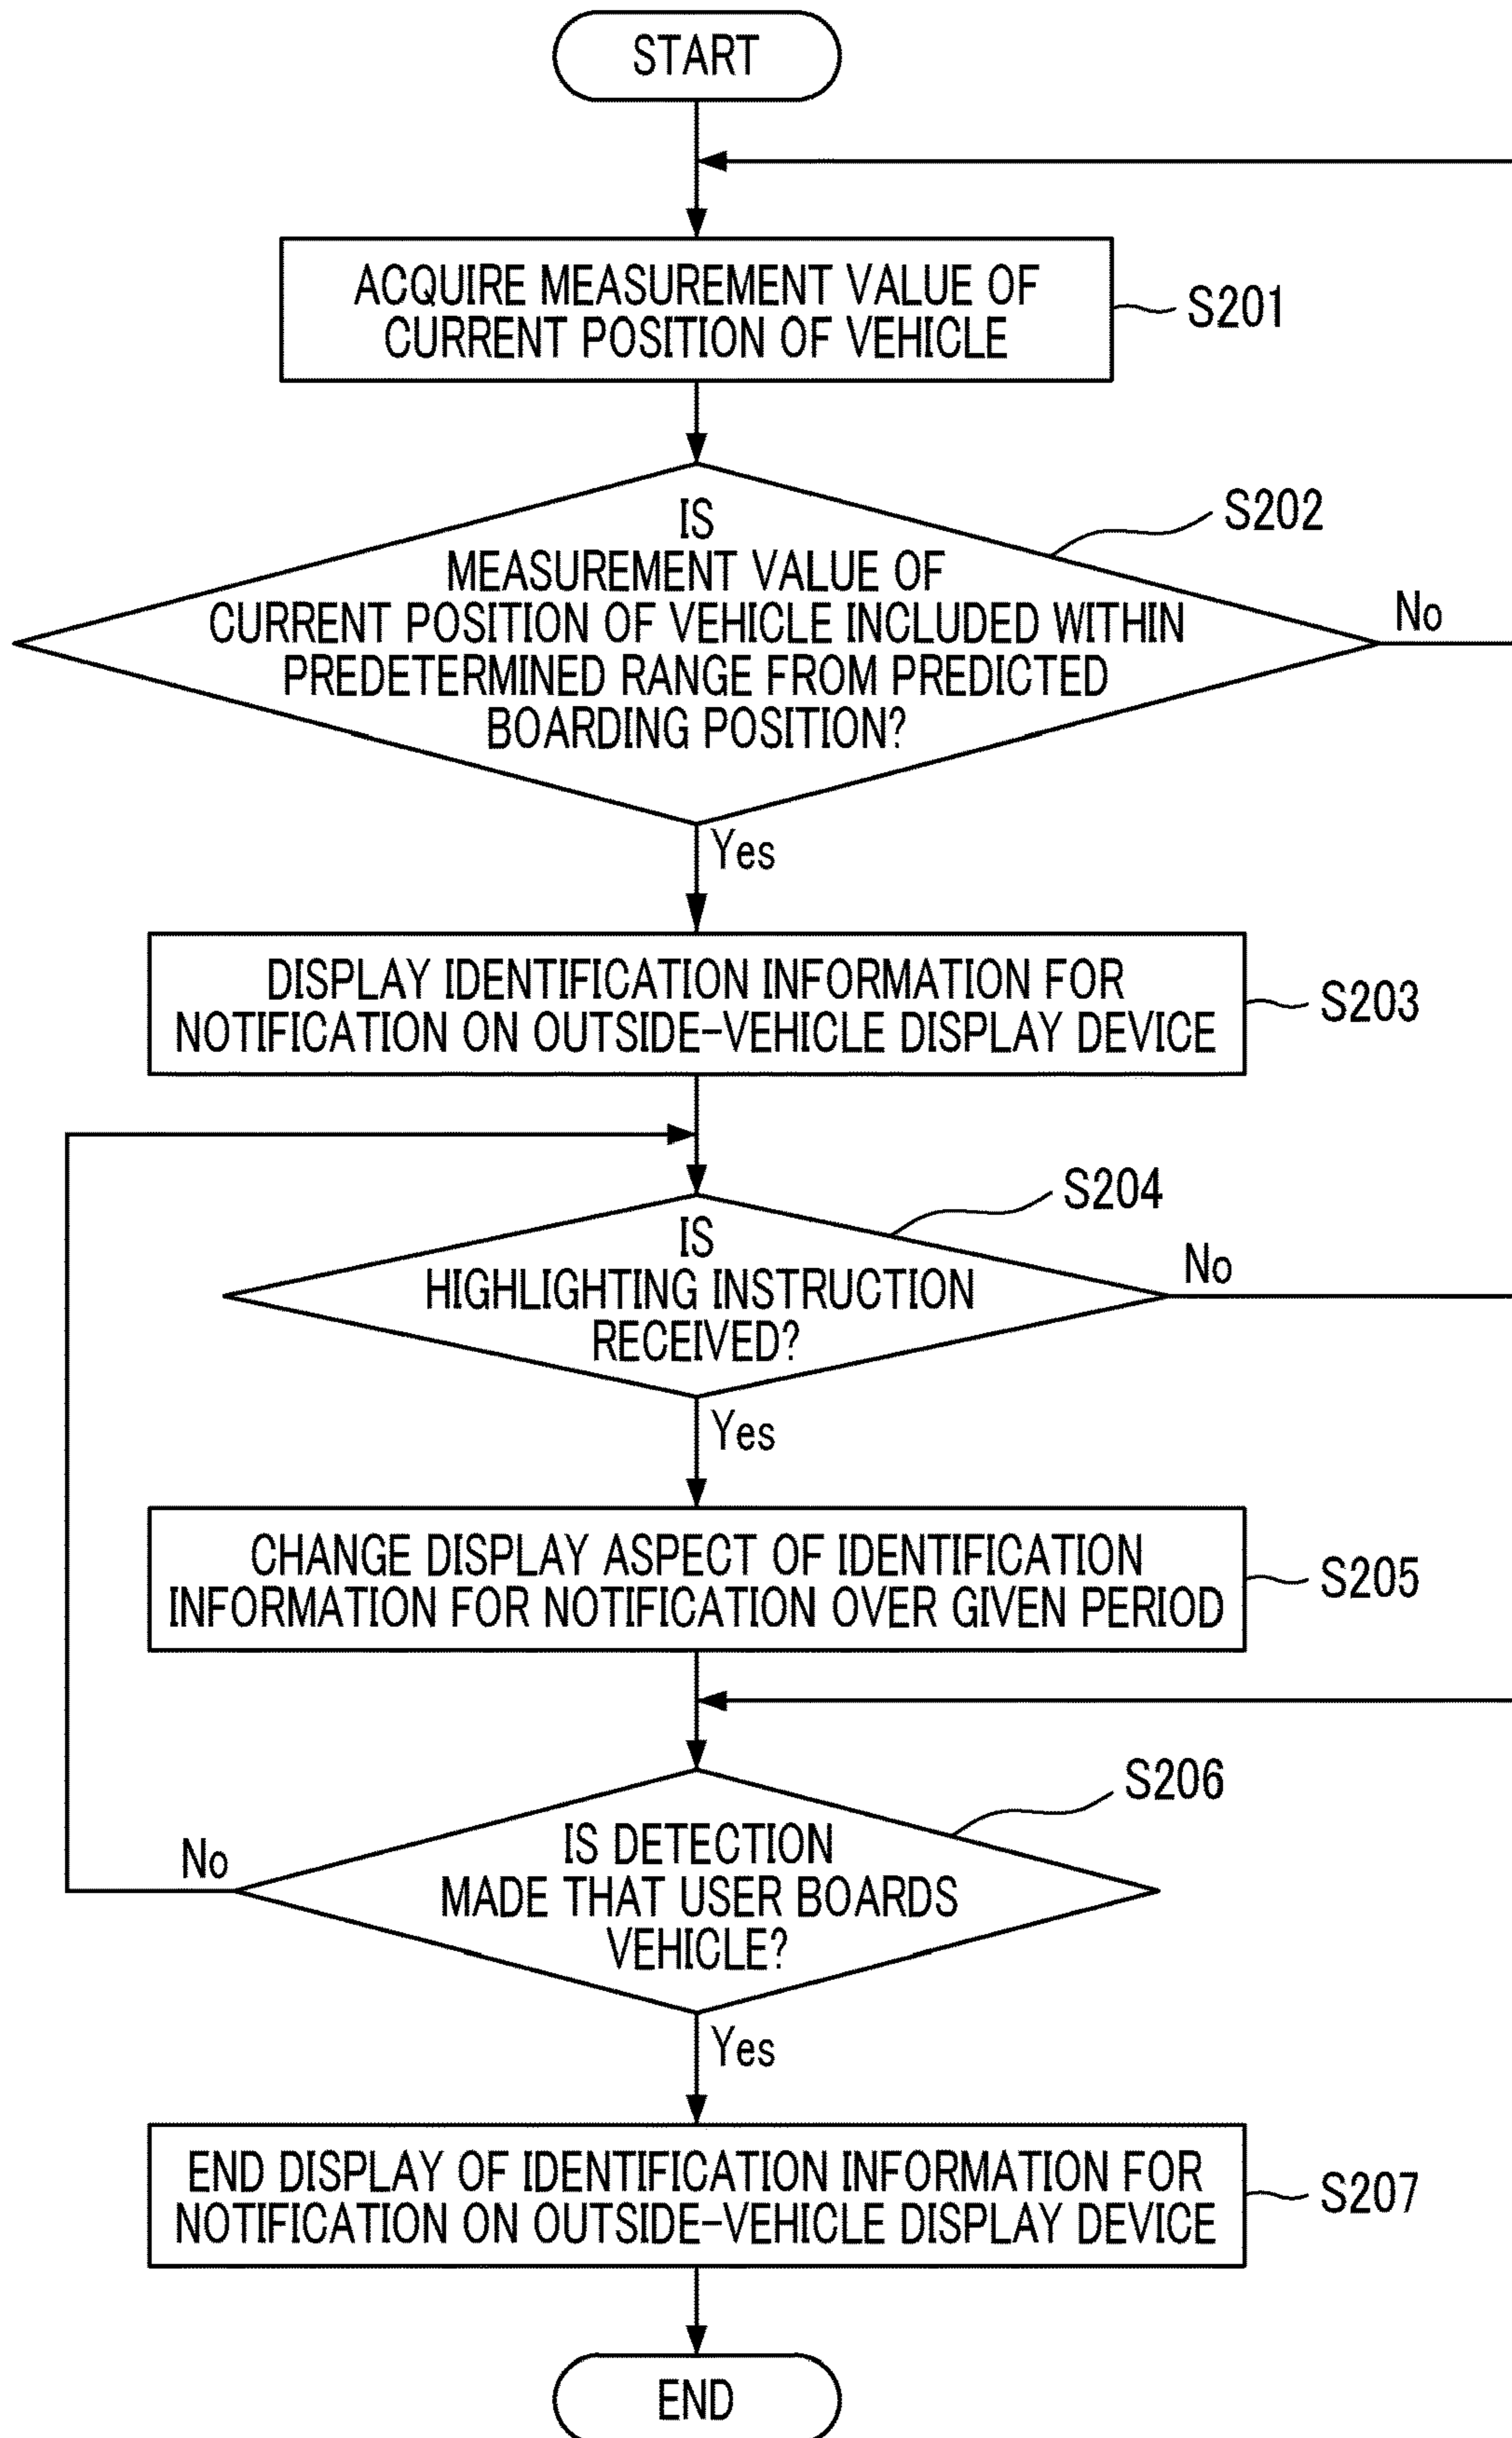 START
ACQUIRE MEASUREMENT VALUE OF
CURRENT POSITION OF VEHICLE
S201
S202
IS
MEASUREMENT VALUE OF
CURRENT POSITION OF VEHICLE INCLUDED WITHIN
PREDETERMINED RANGE FROM PREDICTED
BOARDING POSITION?
No
Yes
DISPLAY IDENTIFICATION INFORMATION FOR
NOTIFICATION ON OUTSIDE-VEHICLE DISPLAY DEVICE
S203
S204
IS
HIGHLIGHTING INSTRUCTION
RECEIVED?
No
Yes
CHANGE DISPLAY ASPECT OF IDENTIFICATION
INFORMATION FOR NOTIFICATION OVER GIVEN PERIOD
S205
S206
IS DETECTION
MADE THAT USER BOARDS
VEHICLE?
No
Yes
END DISPLAY OF IDENTIFICATION INFORMATION FOR
NOTIFICATION ON OUTSIDE-VEHICLE DISPLAY DEVICE
S207
END